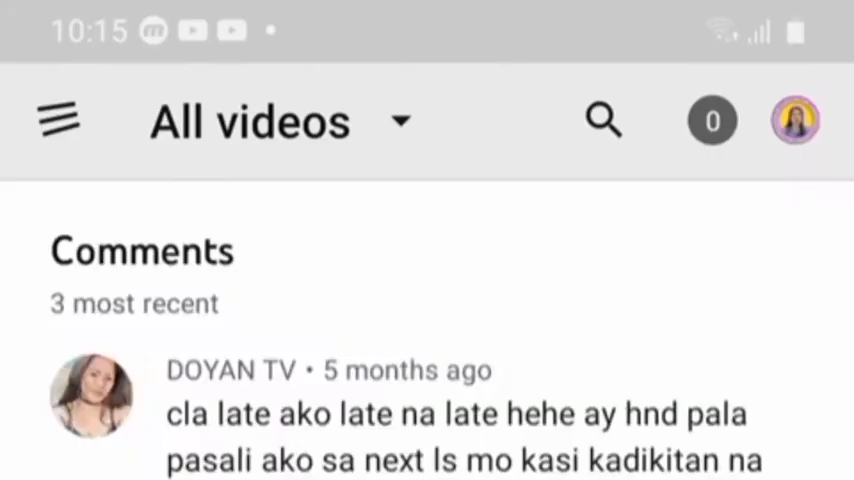 10:15
All videos
0
Comments
3 most recent
DOYAN TV • 5 months ago
cla late ako late na late hehe ay hnd pala
pasali ako sa next ls mo kasi kadikitan na